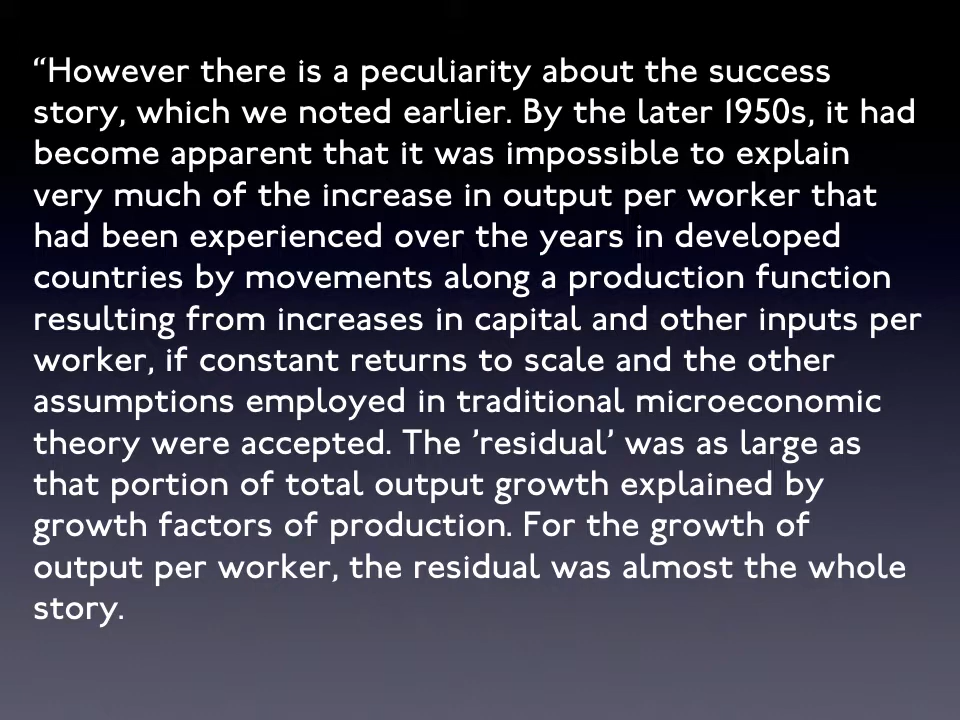 “However there is a peculiarity about the success
story, which we noted earlier. By the later 1950s, it had
become apparent that it was impossible to explain
very much of the increase in output per worker that
had been experienced over the years in developed
countries by movements along a production function
resulting from increases in capital and other inputs per
worker, if constant returns to scale and the other
assumptions employed in traditional microeconomic
theory were accepted. The ’residual’ was as large as
that portion of total output growth explained by
growth factors of production. For the growth of
output per worker, the residual was almost the whole
story.